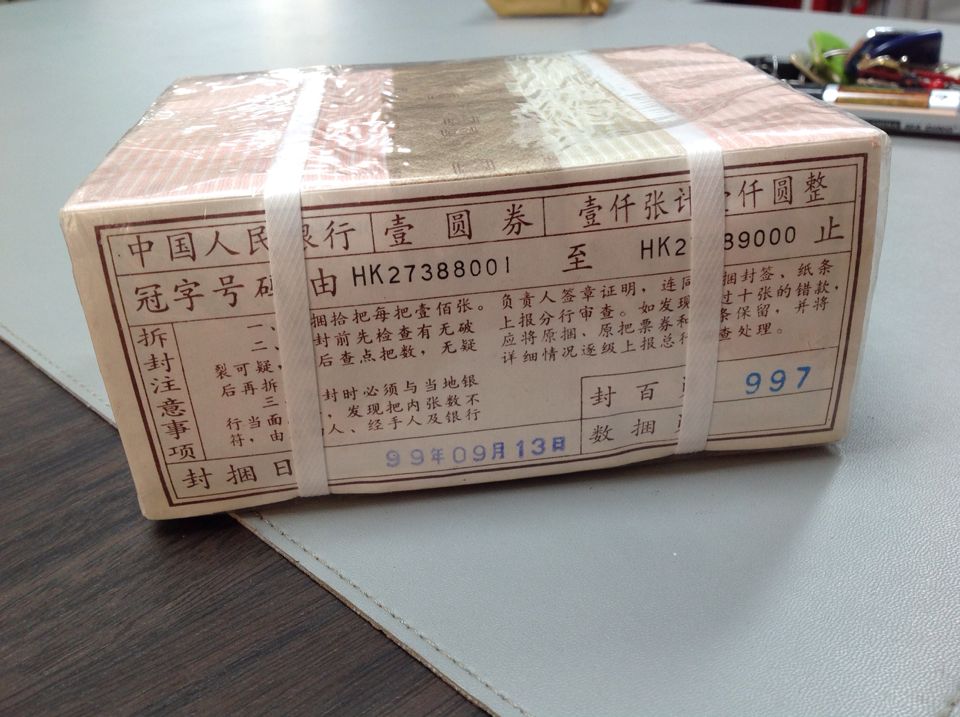 中国人民银行 壹圆券 壹仟张计壹仟圆整
冠字号码 由 HK27388001 至 HK27389000 止
拆封注意事项
一、 捆拾把每把壹佰张。
二、 封前先检查有无破
裂可疑, 后查点把数,无疑
后再拆
三 封时必须与当地银
行当面 ,发现把内张数不
符,由 人、经手人及银行
负责人签章证明,连同 捆封签、纸条
上报分行审查。如发现 过十张的错款,
应将原捆、原把票券和 条保留,并将
详细情况逐级上报总行 查处理。
封捆日 99年09月13日
封百 997
数捆